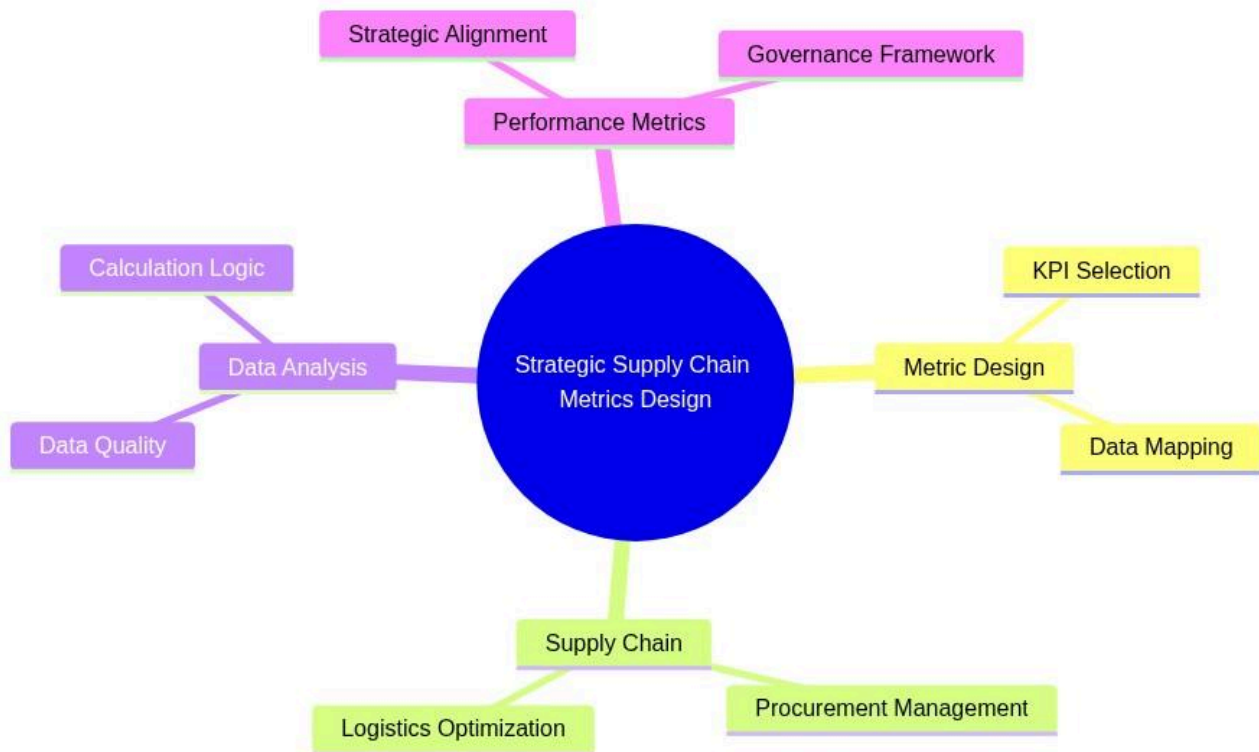 Strategic Alignment
Governance Framework
Performance Metrics
Calculation Logic
KPI Selection
Data Analysis
Strategic Supply Chain
Metrics Design
Metric Design
Data Quality
Data Mapping
Supply Chain
Procurement Management
Logistics Optimization